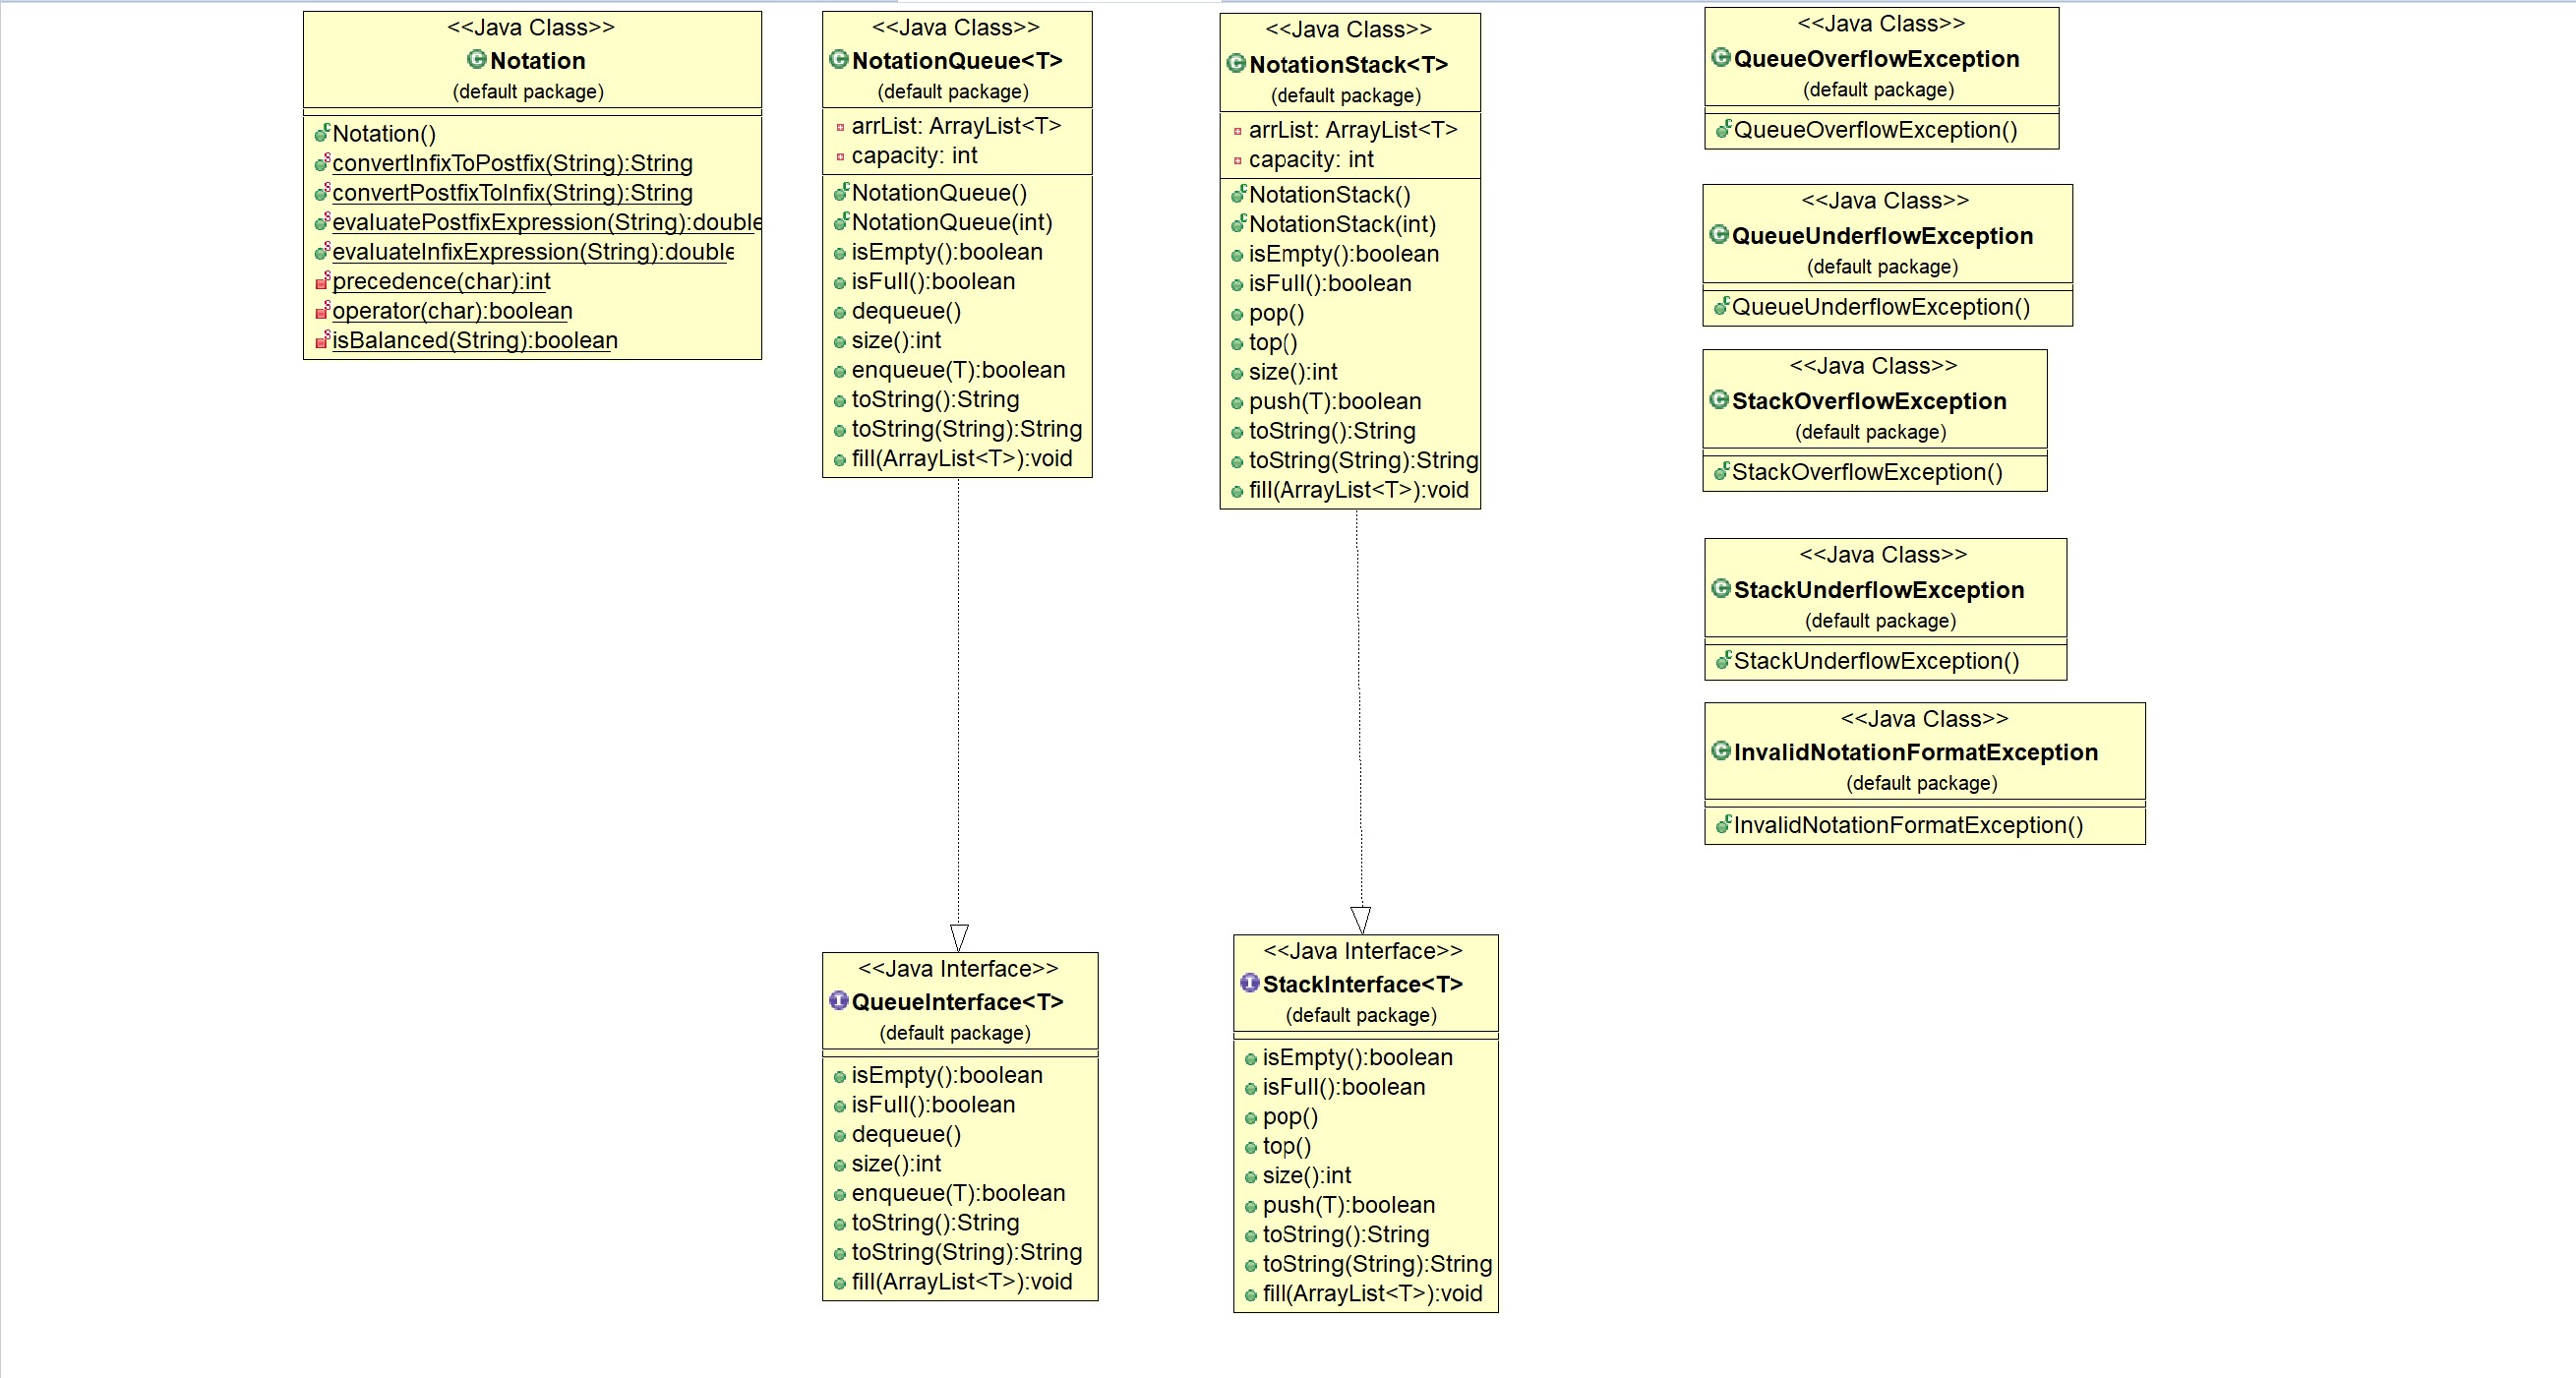 <<Java Class>>
Notation
(default package)
Notation()
convertInfixToPostfix(String):String
convertPostfixToInfix(String):String
evaluatePostfixExpression(String):double
evaluateInfixExpression(String):double
precedence(char):int
operator(char):boolean
isBalanced(String):boolean
<<Java Class>>
NotationQueue<T>
(default package)
arrList: ArrayList<T>
capacity: int
NotationQueue()
NotationQueue(int)
isEmpty():boolean
isFull():boolean
dequeue()
size():int
enqueue(T):boolean
toString():String
toString(String):String
fill(ArrayList<T>):void
<<Java Class>>
NotationStack<T>
(default package)
arrList: ArrayList<T>
capacity: int
NotationStack()
NotationStack(int)
isEmpty():boolean
isFull():boolean
pop()
top()
size():int
push(T):boolean
toString():String
toString(String):String
fill(ArrayList<T>):void
<<Java Class>>
QueueOverflowException
(default package)
QueueOverflowException()
<<Java Class>>
QueueUnderflowException
(default package)
QueueUnderflowException()
<<Java Class>>
StackOverflowException
(default package)
StackOverflowException()
<<Java Class>>
StackUnderflowException
(default package)
StackUnderflowException()
<<Java Class>>
InvalidNotationFormatException
(default package)
InvalidNotationFormatException()
<<Java Interface>>
QueueInterface<T>
(default package)
isEmpty():boolean
isFull():boolean
dequeue()
size():int
enqueue(T):boolean
toString():String
toString(String):String
fill(ArrayList<T>):void
<<Java Interface>>
StackInterface<T>
(default package)
isEmpty():boolean
isFull():boolean
pop()
top()
size():int
push(T):boolean
toString():String
toString(String):String
fill(ArrayList<T>):void